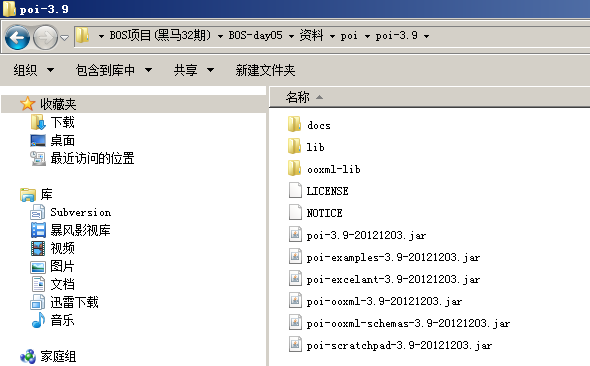 poi-3.9
BOS项目(黑马32期) BOS-day05 资料 poi poi-3.9
组织 包含到库中 共享 新建文件夹
收藏夹
下载
桌面
最近访问的位置
库
Subversion
暴风影视库
视频
图片
文档
迅雷下载
音乐
家庭组
名称
docs
lib
ooxml-lib
LICENSE
NOTICE
poi-3.9-20121203.jar
poi-examples-3.9-20121203.jar
poi-excelant-3.9-20121203.jar
poi-ooxml-3.9-20121203.jar
poi-ooxml-schemas-3.9-20121203.jar
poi-scratchpad-3.9-20121203.jar